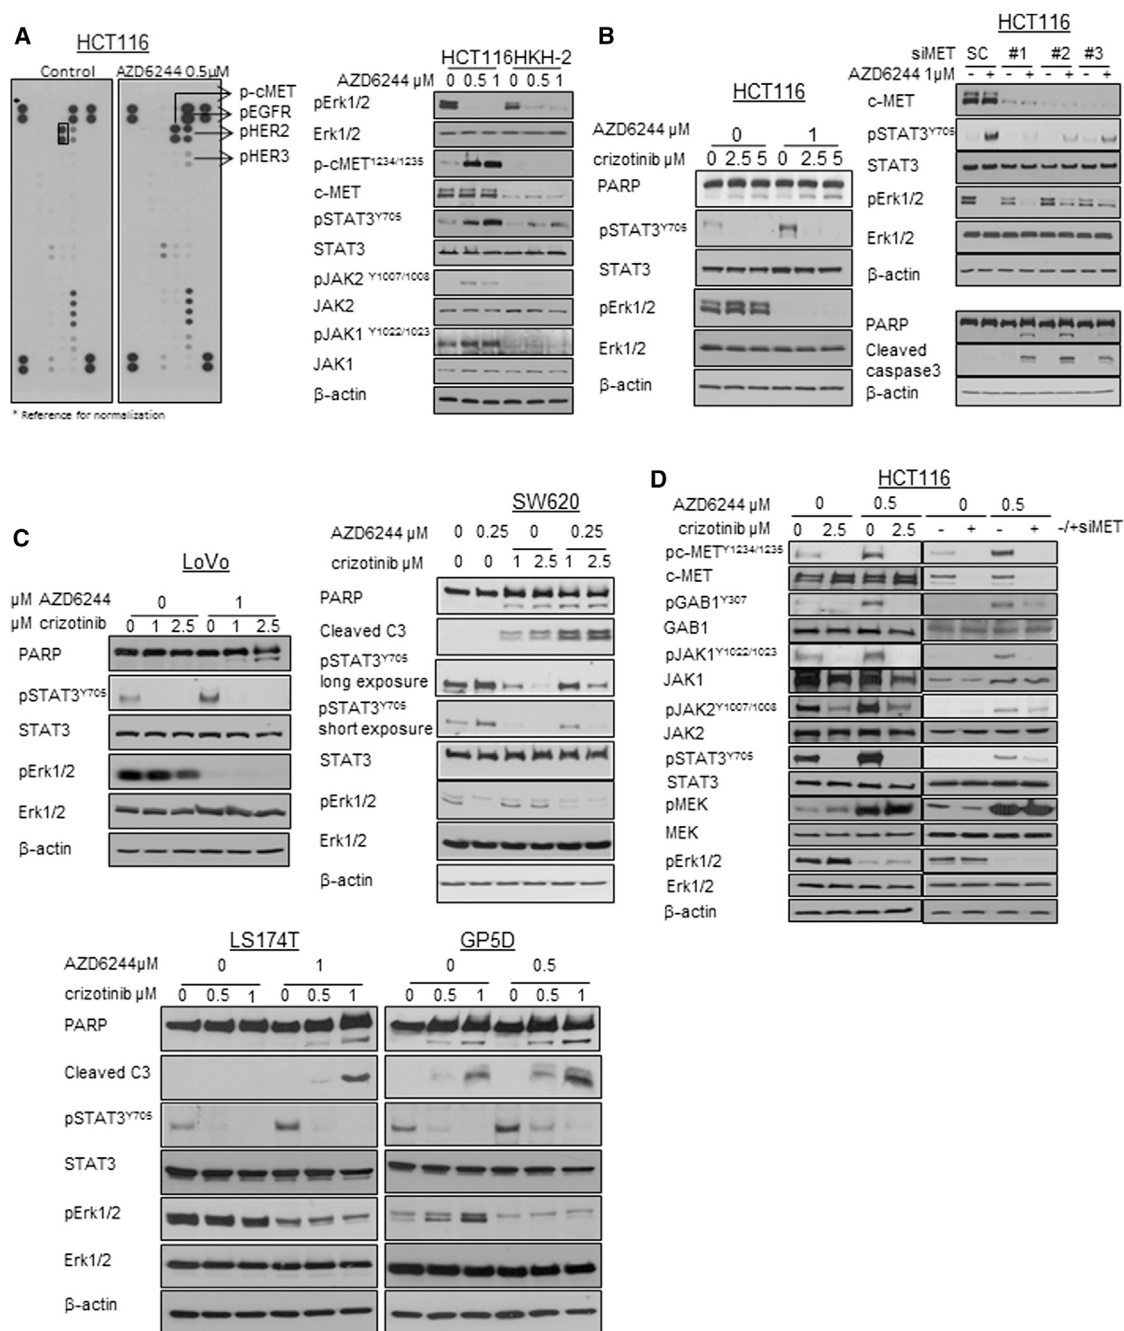 A
HCT116
Control AZD6244 0.5µM
p-cMET
pEGFR
pHER2
pHER3
* Reference for normalization
HCT116 HKH-2
AZD6244 µM 0 0.5 1 0 0.5 1
pErk1/2
Erk1/2
p-cMET1234/1235
c-MET
pSTAT3Y705
STAT3
pJAK2 Y1007/1008
JAK2
pJAK1 Y1022/1023
JAK1
β-actin
B
HCT116
AZD6244 µM 0 1
crizotinib µM 0 2.5 5 0 2.5 5
PARP
pSTAT3Y705
STAT3
pErk1/2
Erk1/2
β-actin
HCT116
siMET SC #1 #2 #3
AZD6244 1µM - + - + - + - +
c-MET
pSTAT3Y705
STAT3
pErk1/2
Erk1/2
β-actin
PARP
Cleaved
caspase3
β-actin
C
LoVo
µM AZD6244 0 1
µM crizotinib 0 1 2.5 0 1 2.5
PARP
pSTAT3Y705
STAT3
pErk1/2
Erk1/2
β-actin
SW620
AZD6244 µM 0 0.25 0 0.25
crizotinib µM 0 0 1 2.5 1 2.5
PARP
Cleaved C3
pSTAT3Y705
long exposure
pSTAT3Y705
short exposure
STAT3
pErk1/2
Erk1/2
β-actin
LS174T GP5D
AZD6244µM 0 1 0 0.5
crizotinib µM 0 0.5 1 0 0.5 1 0 0.5 1 0 0.5 1
PARP
Cleaved C3
pSTAT3Y705
STAT3
pErk1/2
Erk1/2
β-actin
D
HCT116
AZD6244 µM 0 0.5 0 0.5
crizotinib µM 0 2.5 0 2.5 - + - + -/+siMET
pc-METY1234/1235
c-MET
pGAB1Y307
GAB1
pJAK1Y1022/1023
JAK1
pJAK2Y1007/1008
JAK2
pSTAT3Y705
STAT3
pMEK
MEK
pErk1/2
Erk1/2
β-actin